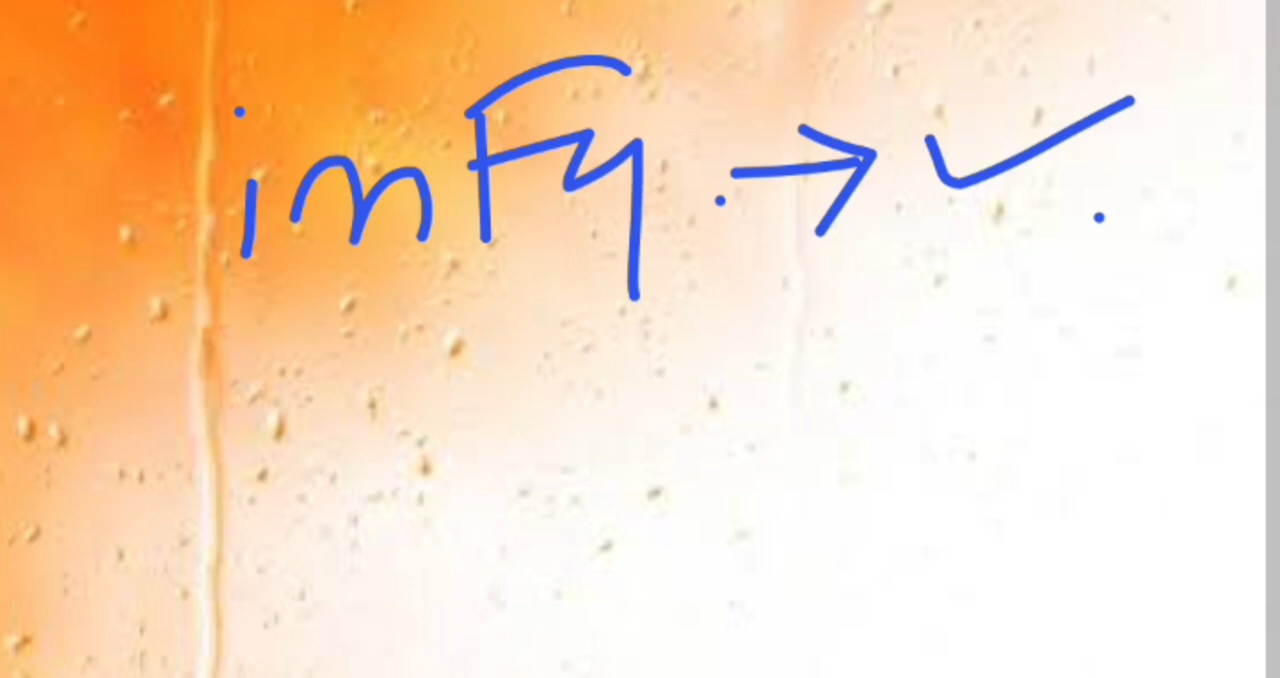 imFy. → ✓.